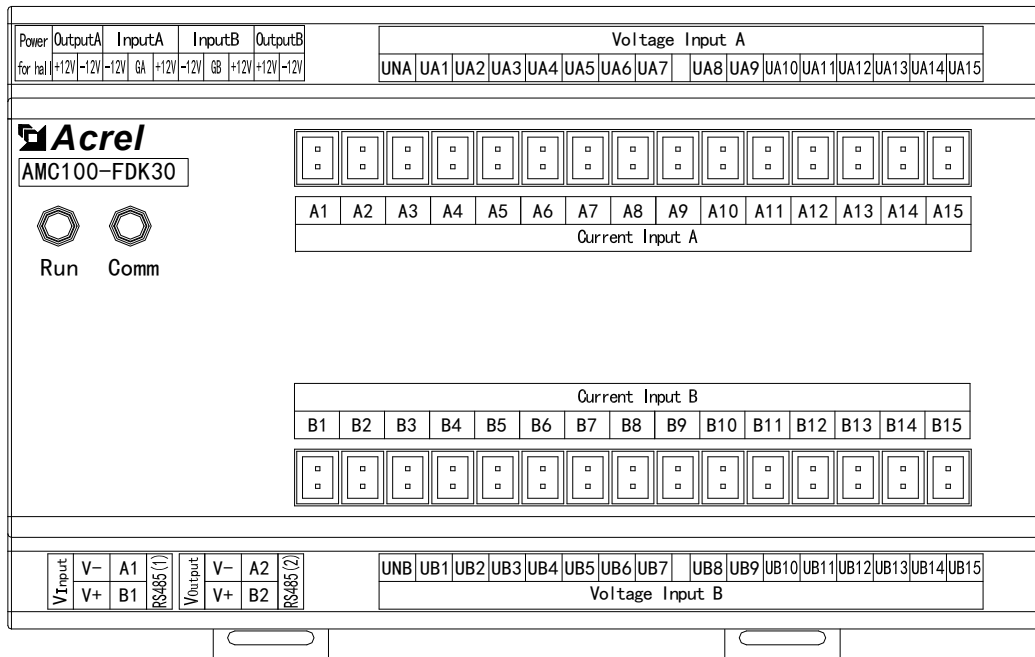 Power OutputA InputA InputB OutputB Voltage Input A
for hall +12V -12V -12V GA +12V -12V GB +12V +12V -12V UNA UA1 UA2 UA3 UA4 UA5 UA6 UA7 UA8 UA9 UA10 UA11 UA12 UA13 UA14 UA15
Acrel
AMC100-FDK30
A1 A2 A3 A4 A5 A6 A7 A8 A9 A10 A11 A12 A13 A14 A15
Current Input A
Run Comm
Current Input B
B1 B2 B3 B4 B5 B6 B7 B8 B9 B10 B11 B12 B13 B14 B15
VInput V- A1 RS485(1) VOutput V- A2 RS485(2) UNB UB1 UB2 UB3 UB4 UB5 UB6 UB7 UB8 UB9 UB10 UB11 UB12 UB13 UB14 UB15
V+ B1 V+ B2 Voltage Input B